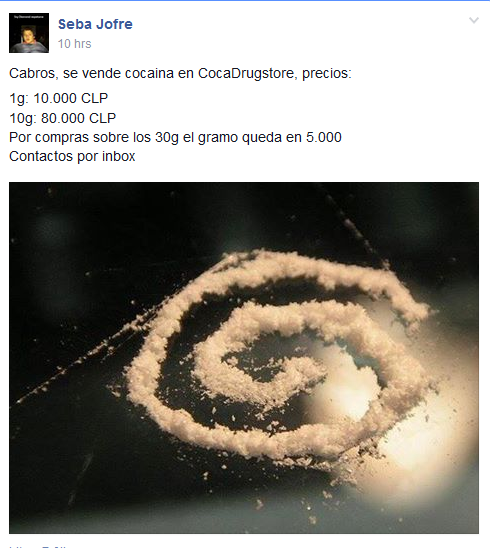 Seba Jofre
10 hrs
Cabros, se vende cocaina en CocaDrugstore, precios:
1g: 10.000 CLP
10g: 80.000 CLP
Por compras sobre los 30g el gramo queda en 5.000
Contactos por inbox